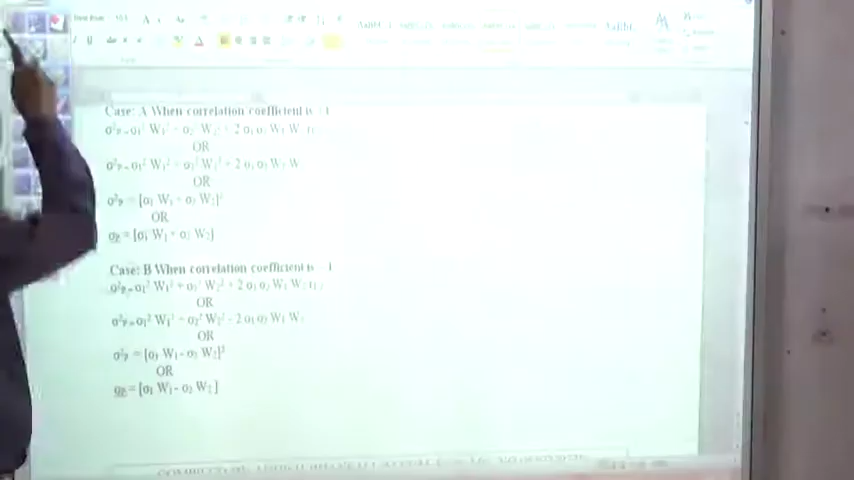 Case: A When correlation coefficient is +1
σ²p=σ₁² W₁² + σ₂² W₂² + 2 σ₁ σ₂ W₁ W₂ r₁₂
OR
σ²p=σ₁² W₁² + σ₂² W₂² + 2 σ₁ σ₂ W₁ W₂
OR
σ²p = [σ₁ W₁ + σ₂ W₂]²
OR
σp = [σ₁ W₁ + σ₂ W₂]
Case: B When correlation coefficient is - 1
σ²p=σ₁² W₁² + σ₂² W₂² + 2 σ₁ σ₂ W₁ W₂ r₁₂
OR
σ²p=σ₁² W₁² + σ₂² W₂² - 2 σ₁ σ₂ W₁ W₂
OR
σ²p = [σ₁ W₁ - σ₂ W₂]²
OR
σp = [σ₁ W₁ - σ₂ W₂]